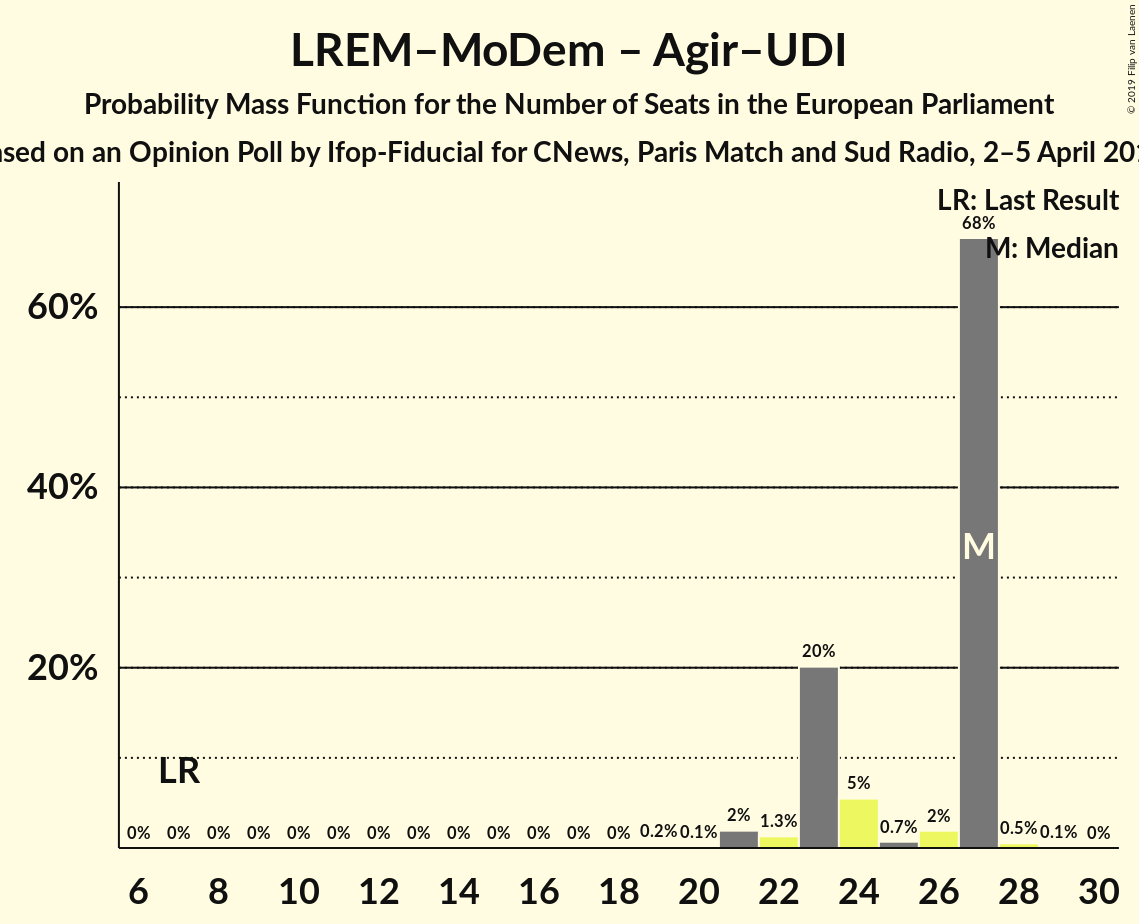 LREM–MoDem – Agir–UDI
Probability Mass Function for the Number of Seats in the European Parliament
on an Opinion Poll by Ifop-Fiducial for CNews, Paris Match and Sud Radio, 2–5 April
© 2019 Filip van Laenen
LR: Last Result
M: Median
68%
60%
40%
M
20%
20%
LR
5%
0% 0% 0% 0% 0% 0% 0% 0% 0% 0% 0% 0% 0% 0.2% 0.1% 2% 1.3% 0.7% 2% 0.5% 0.1% 0%
6 8 10 12 14 16 18 20 22 24 26 28 30